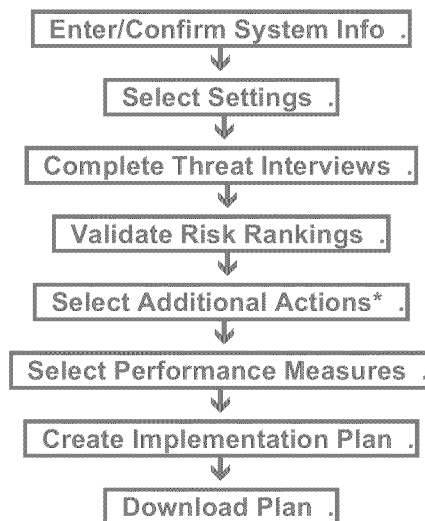 Enter/Confirm System Info .
Select Settings .
Complete Threat Interviews .
Validate Risk Rankings .
Select Additional Actions* .
Select Performance Measures .
Create Implementation Plan .
Download Plan .